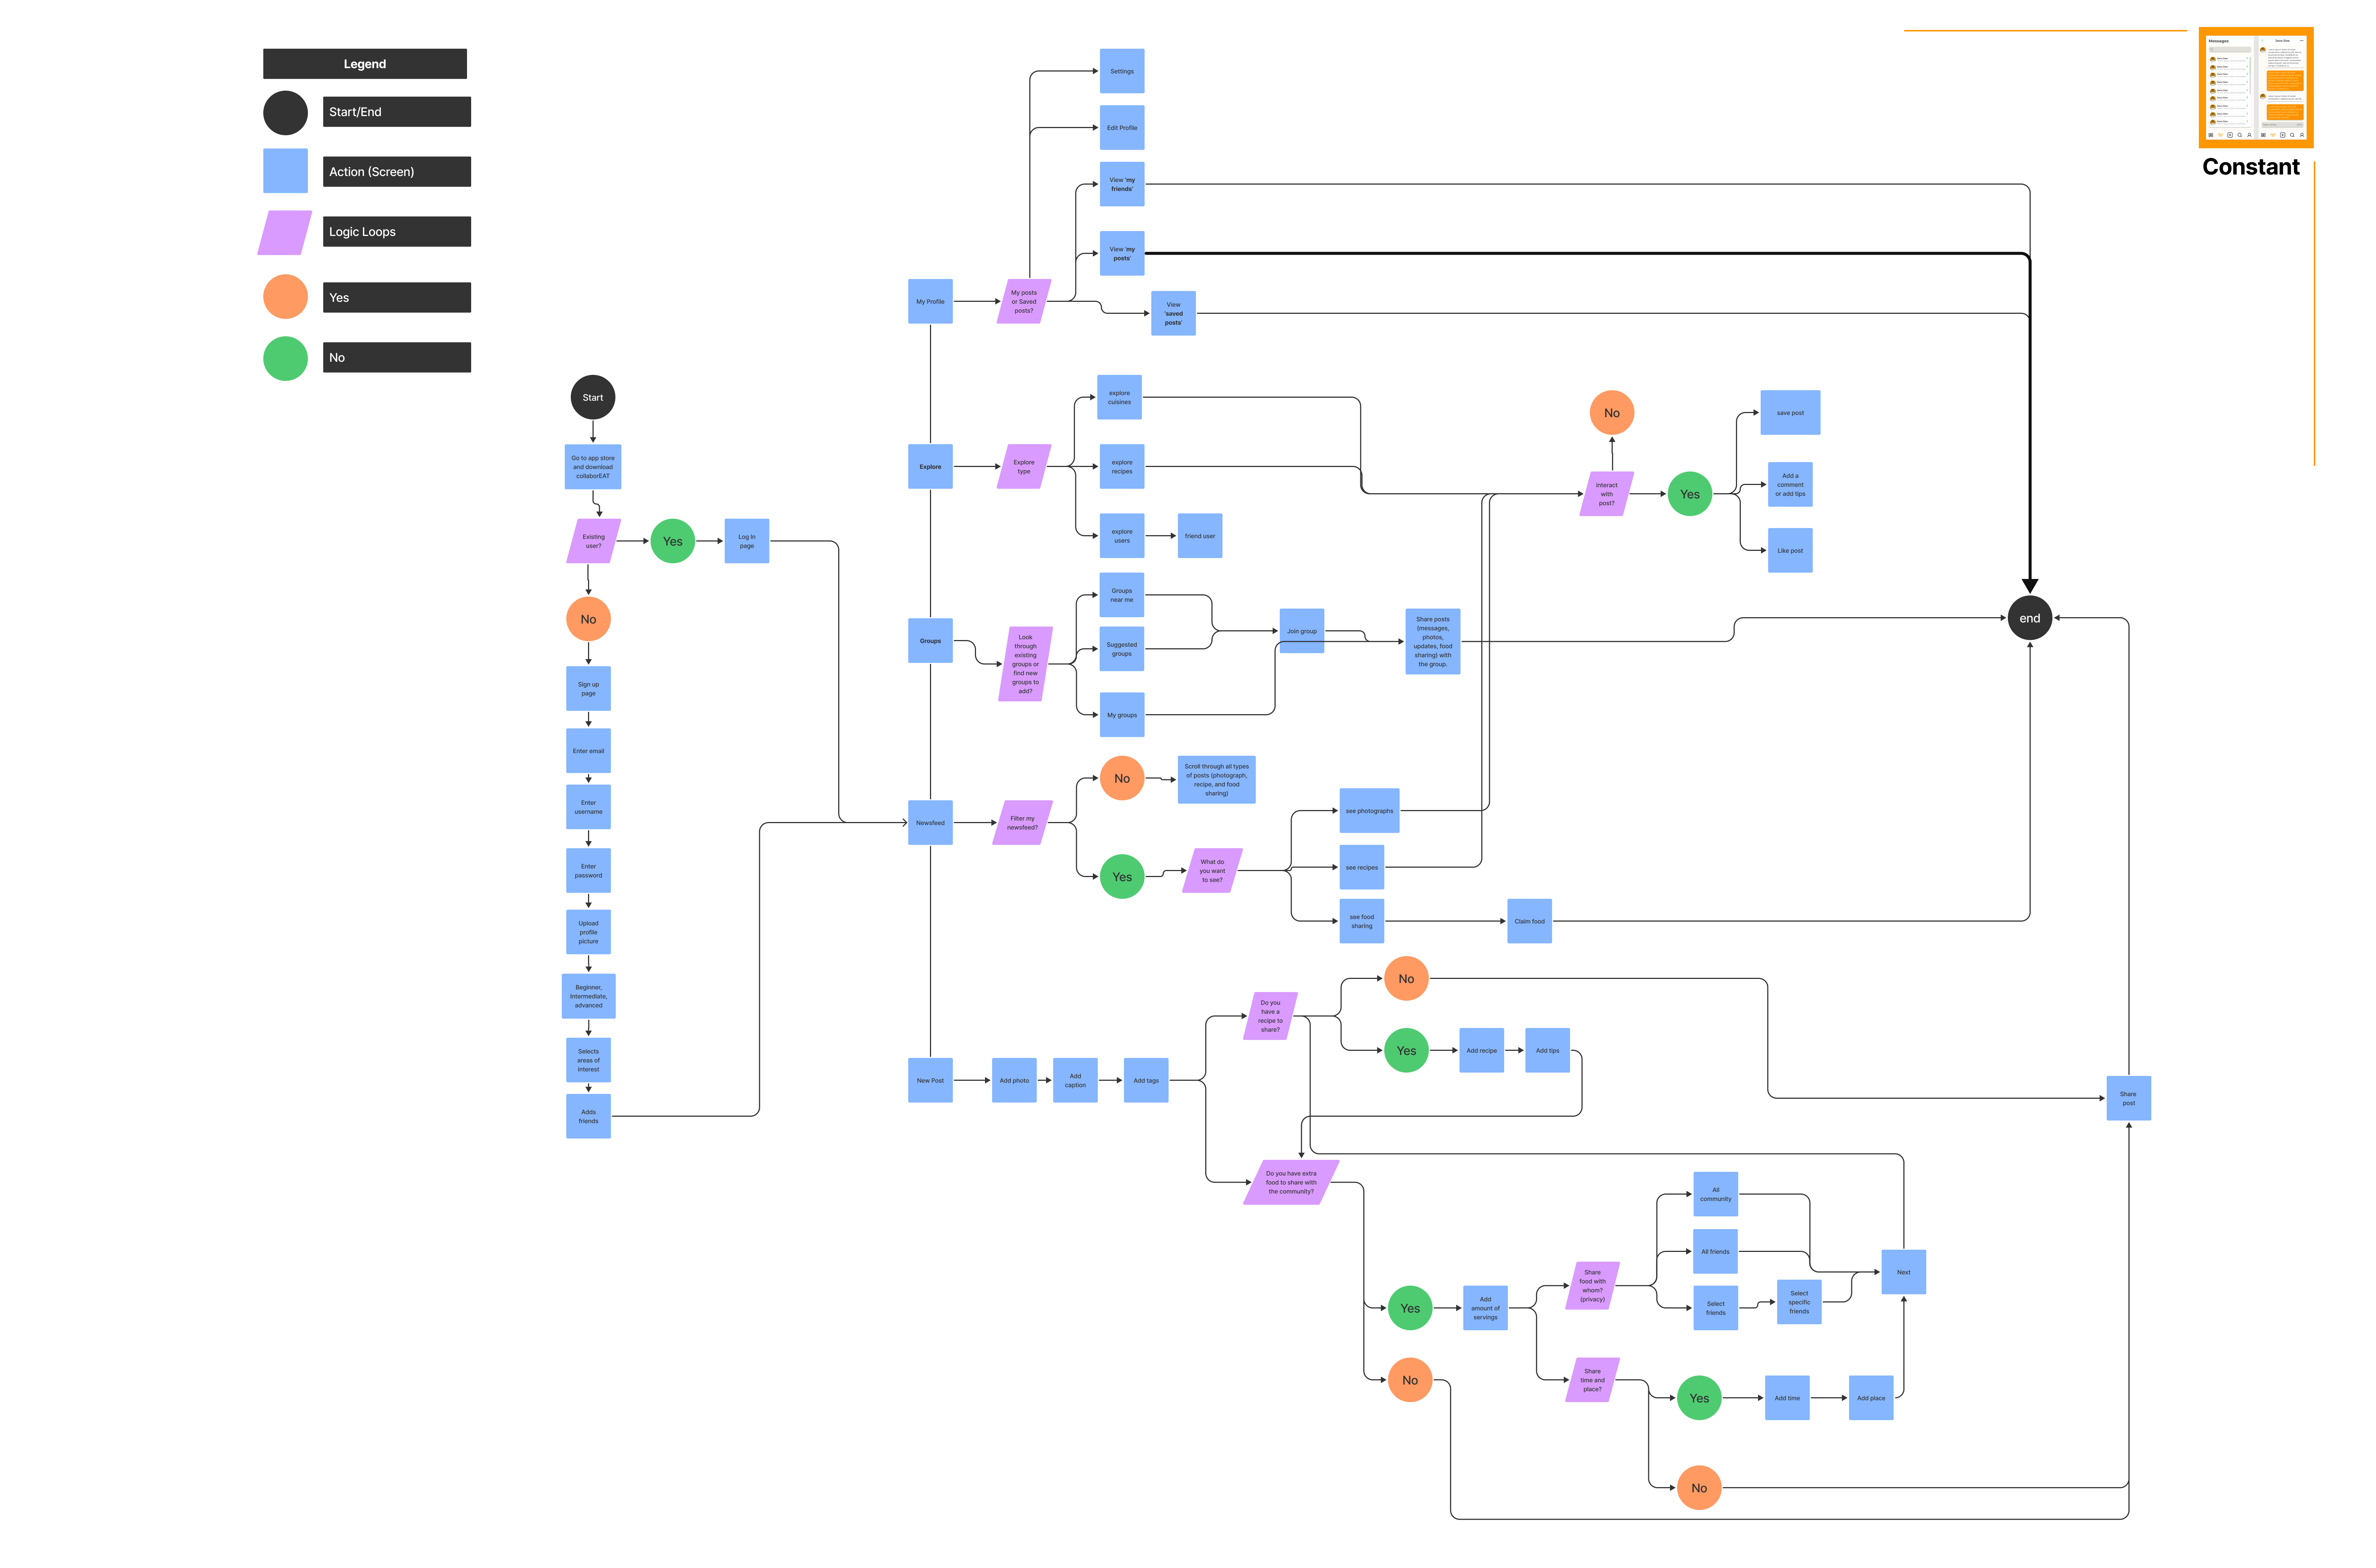 Legend
Start/End
Action (Screen)
Logic Loops
Yes
No
Messages
Constant
Settings
Edit Profile
View 'my
friends'
View 'my
posts'
My Profile
My posts
or Saved
posts?
View
'saved
posts'
Start
Go to app store
and download
collaborEAT
Existing
user?
Yes
Log In
page
No
Sign up
page
Enter email
Enter
username
Enter
password
Upload
profile
picture
Beginner,
Intermediate,
advanced
Selects
areas of
interest
Adds
friends
Explore
Explore
type
explore
cuisines
explore
recipes
explore
users
friend user
No
interact
with
post?
Yes
save post
Add a
comment
or add tips
Like post
Groups
Look
through
existing
groups or
find new
groups to
add?
Groups
near me
Suggested
groups
My groups
Join group
Share posts
(messages,
photos,
updates, food
sharing) with
the group.
end
Newsfeed
Filter my
newsfeed?
No
Scroll through all types
of posts (photograph,
recipe, and food
sharing)
Yes
What do
you want
to see?
see photographs
see recipes
see food
sharing
Claim food
New Post
Add photo
Add
caption
Add tags
Do you
have a
recipe to
share?
No
Yes
Add recipe
Add tips
Share
post
Do you have extra
food to share with
the community?
Yes
Add
amount of
servings
No
Share
food with
whom?
(privacy)
All
community
All friends
Select
friends
Select
specific
friends
Next
Share
time and
place?
Yes
Add time
Add place
No